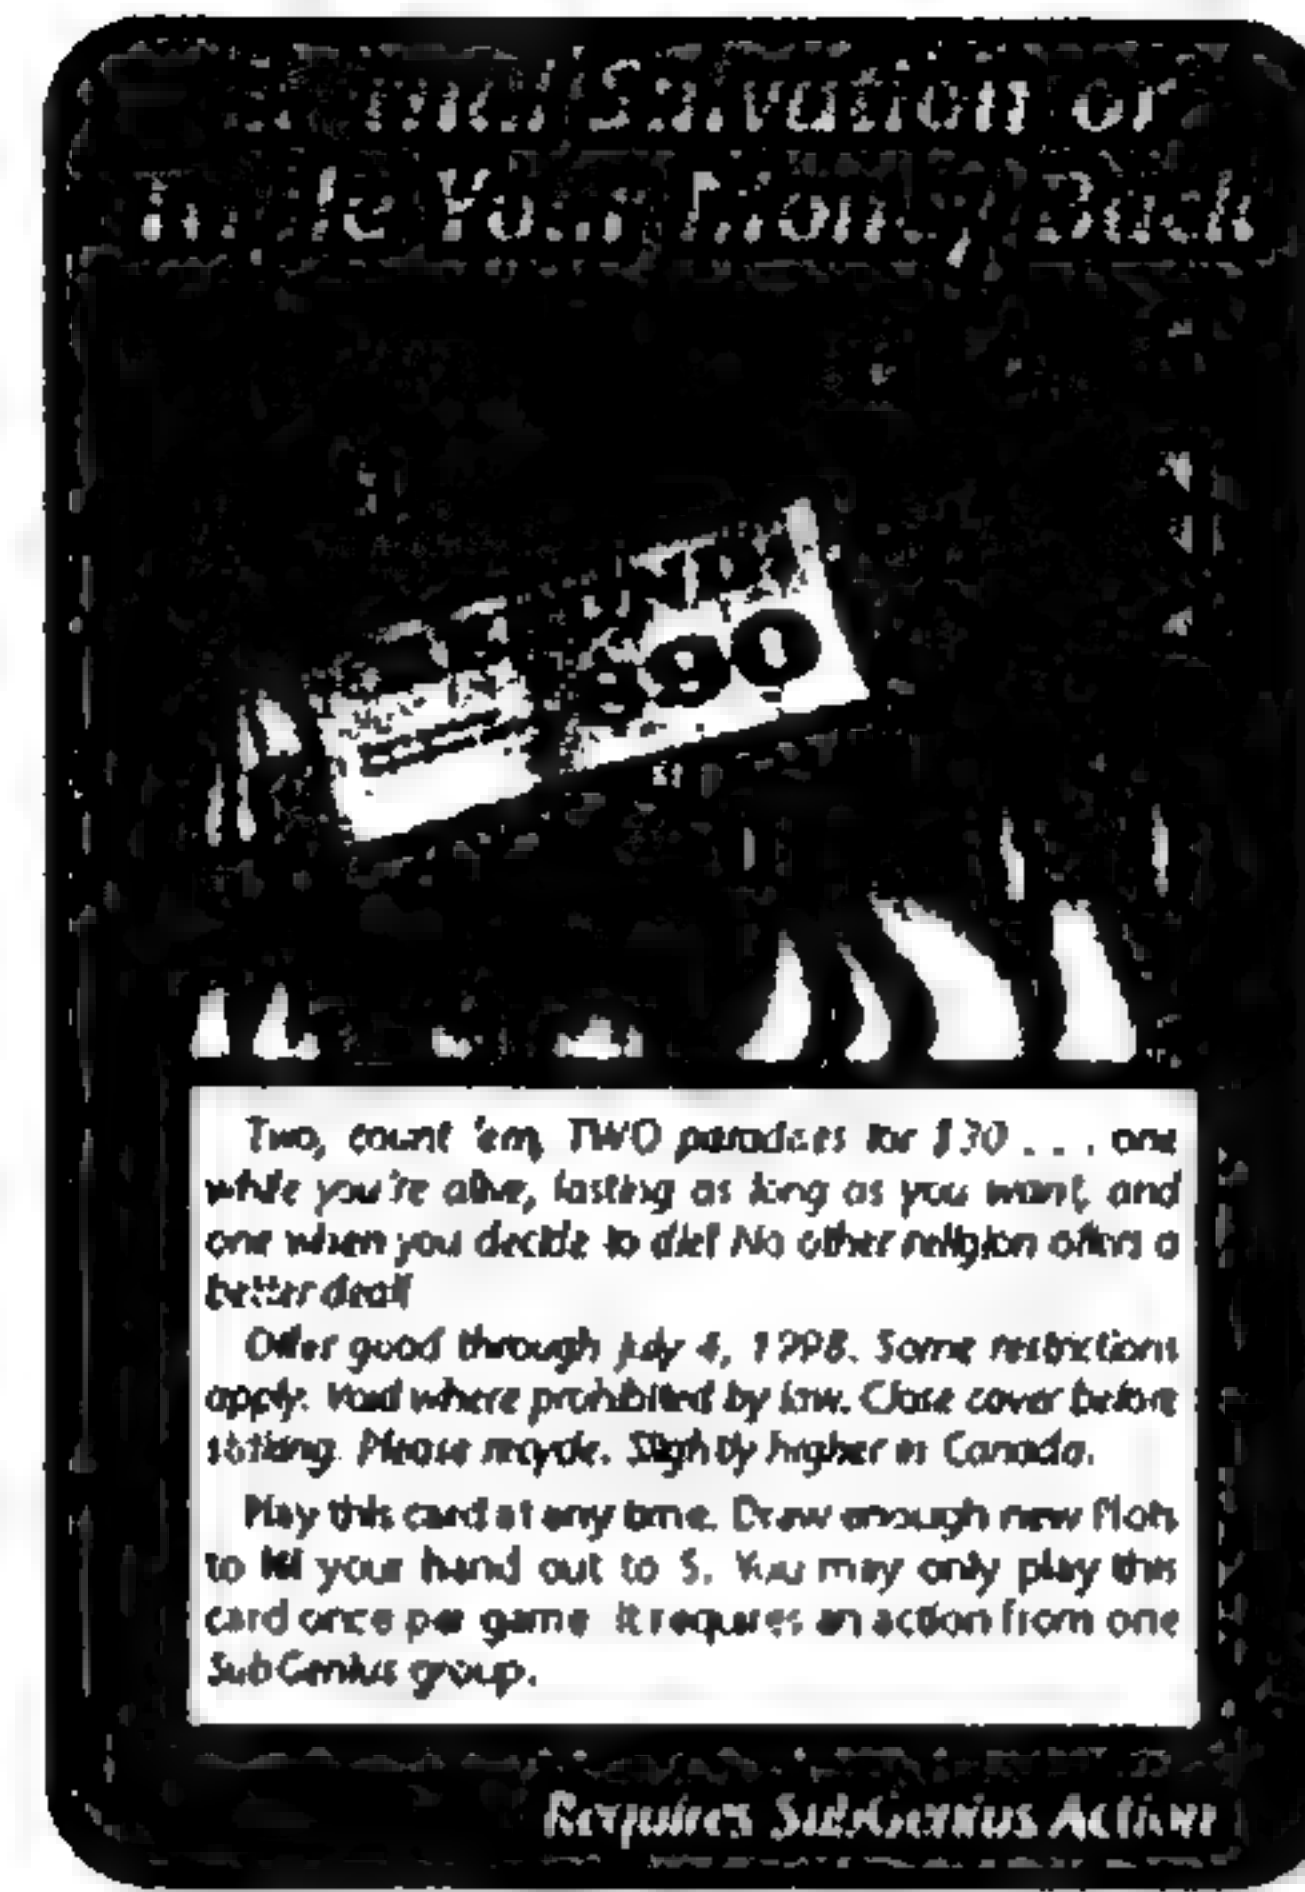 Eternal Salvation or
Triple Your Money Back
890
Two, count 'em, TWO paradises for $30 . . . one
while you're alive, lasting as long as you want, and
one when you decide to die! No other religion offers a
better deal!
Offer good through July 4, 1998. Some restrictions
apply. Void where prohibited by law. Close cover before
striking. Please recycle. Slightly higher in Canada.
Play this card at any time. Draw enough new Plots
to fill your hand out to 5. You may only play this
card once per game. It requires an action from one
SubGenius group.
Requires SubGenius Action